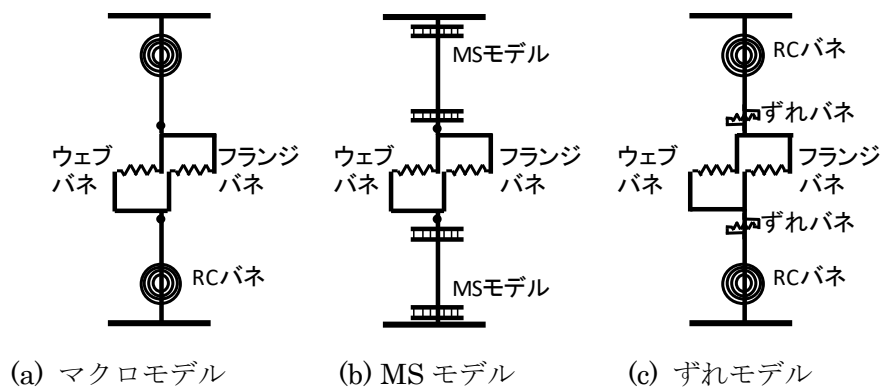 MSモデル
RCバネ
ずれバネ
ウェブ
バネ
フランジ
バネ
ウェブ
バネ
フランジ
バネ
ウェブ
バネ
フランジ
バネ
ずれバネ
RCバネ
MSモデル
RCバネ
(a) マクロモデル
(b) MS モデル
(c) ずれモデル